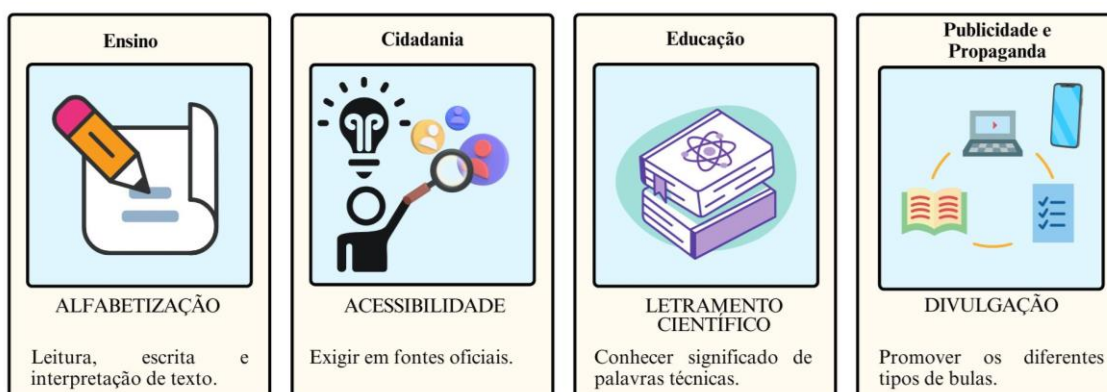 Ensino
ALFABETIZAÇÃO
Leitura, escrita e
interpretação de texto.
Cidadania
ACESSIBILIDADE
Exigir em fontes oficiais.
Educação
LETRAMENTO
CIENTÍFICO
Conhecer significado de
palavras técnicas.
Publicidade e
Propaganda
DIVULGAÇÃO
Promover os diferentes
tipos de bulas.